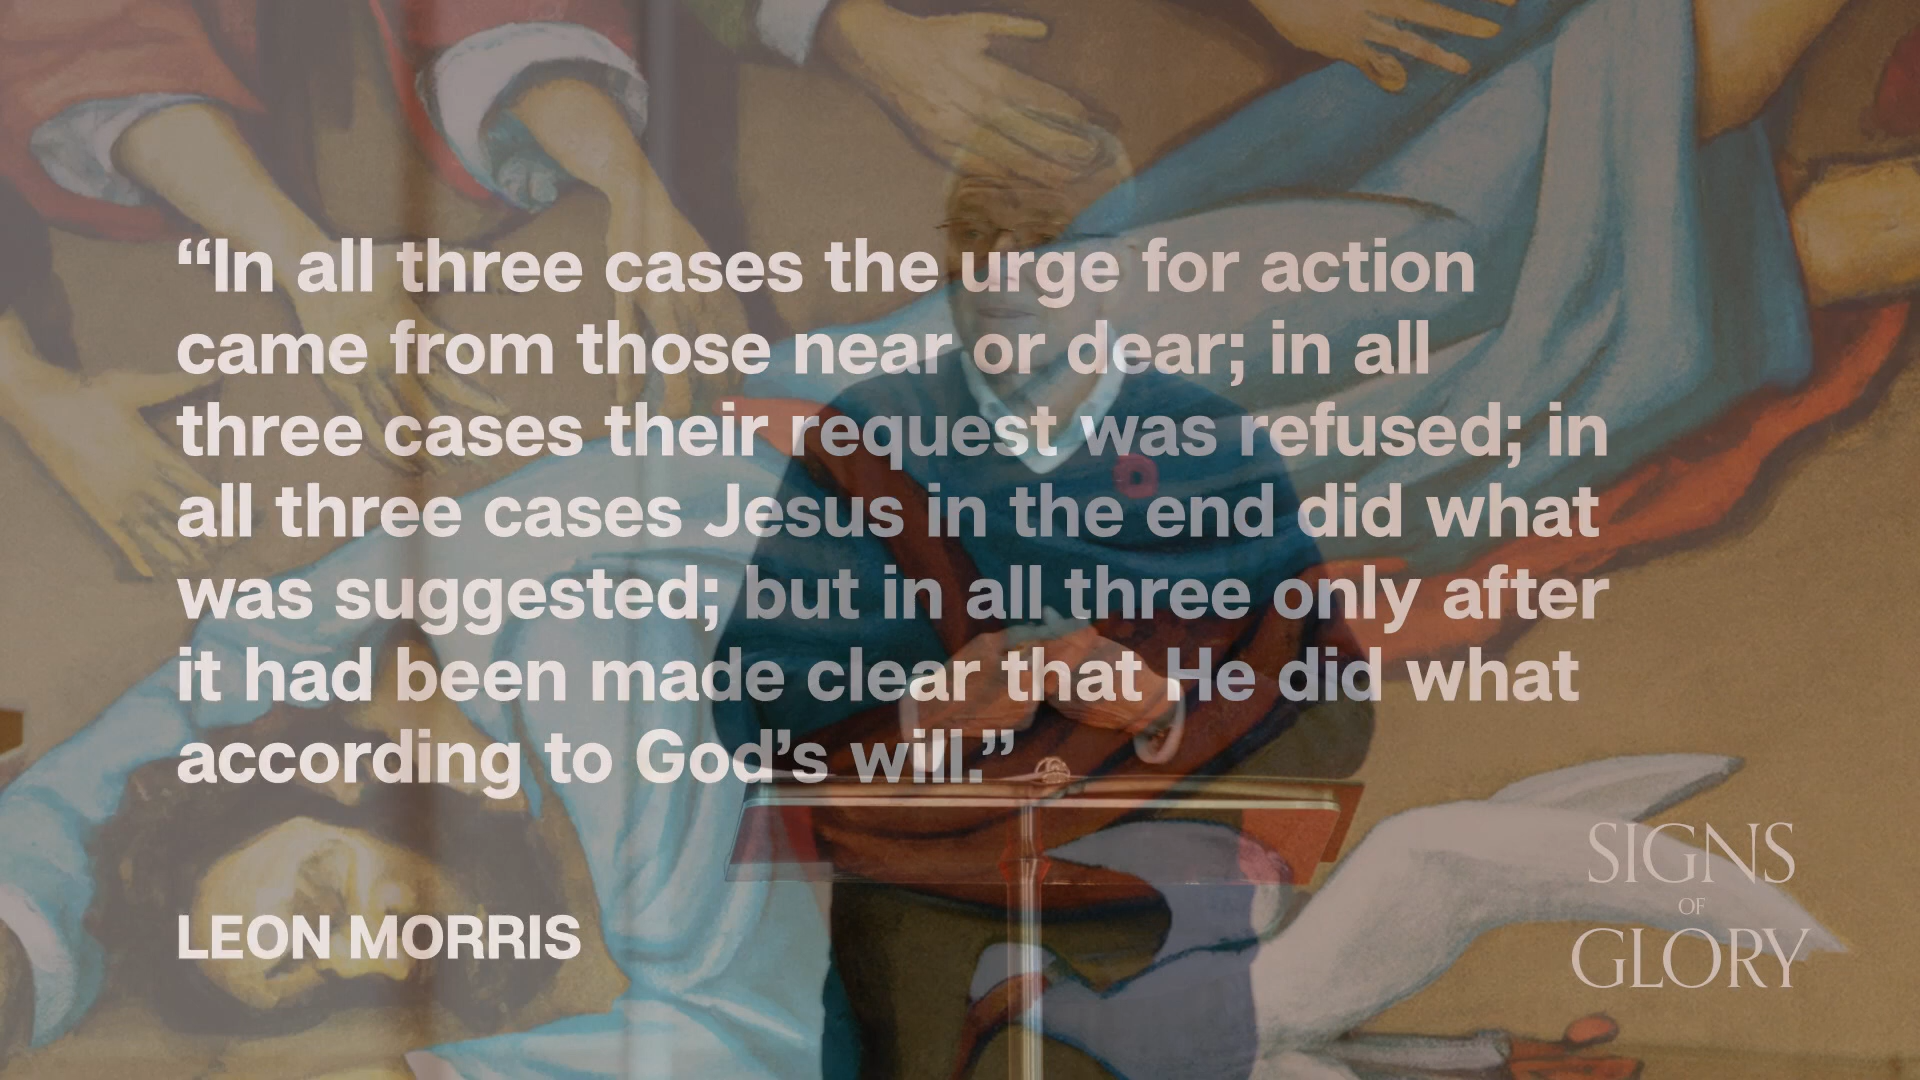 “In all three cases the urge for action
came from those near or dear; in all
three cases their request was refused; in
all three cases Jesus in the end did what
was suggested; but in all three only after
it had been made clear that He did what
according to God’s will.”
LEON MORRIS
SIGNS
OF
GLORY